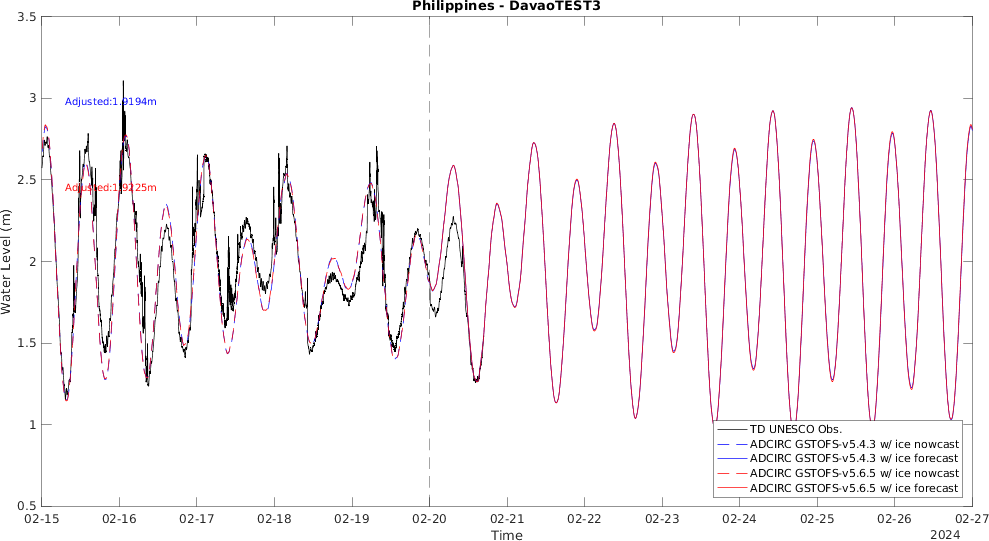 Philippines - DavaoTEST3
3.5
3
2.5
2
1.5
1
0.5
Water Level (m)
Adjusted:1.9194m
Adjusted:1.9225m
TD UNESCO Obs.
ADCIRC GSTOFS-v5.4.3 w/ ice nowcast
ADCIRC GSTOFS-v5.4.3 w/ ice forecast
ADCIRC GSTOFS-v5.6.5 w/ ice nowcast
ADCIRC GSTOFS-v5.6.5 w/ ice forecast
02-15 02-16 02-17 02-18 02-19 02-20 02-21 02-22 02-23 02-24 02-25 02-26 02-27
Time
2024